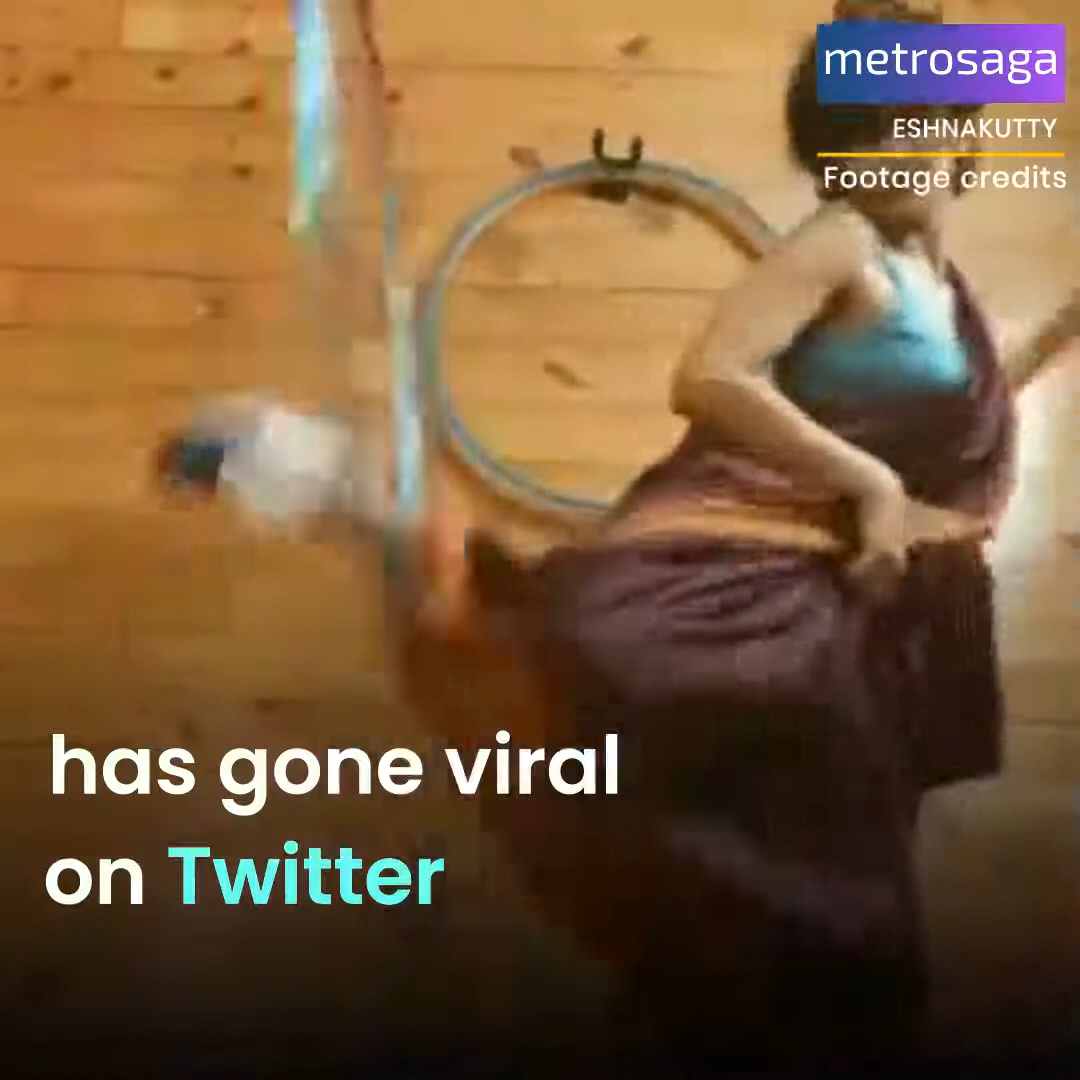 metrosaga
ESHNAKUTTY
Footage credits
has gone viral
on Twitter